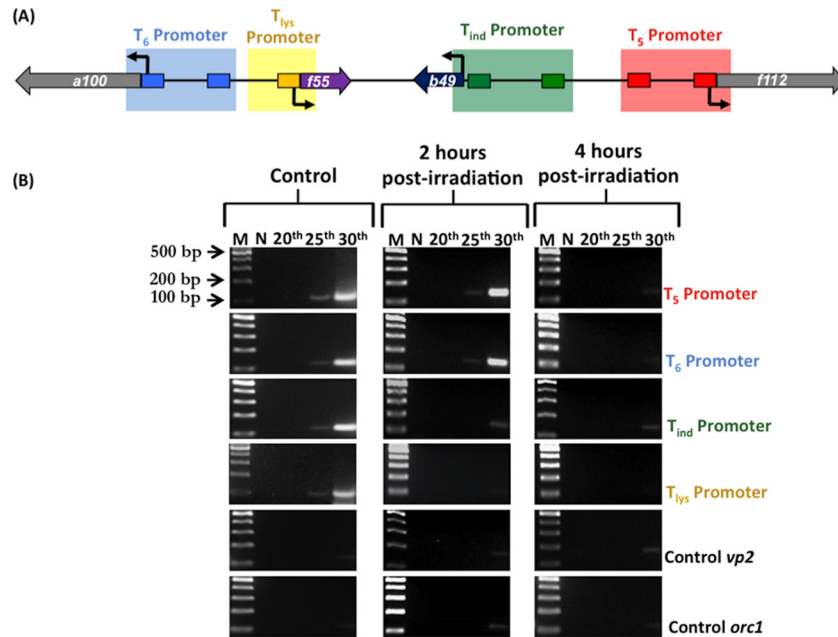 (A)
T6 Promoter
Tlys Promoter
Tind Promoter
T5 Promoter
a100
f55
b49
f112
(B)
Control
2 hours post-irradiation
4 hours post-irradiation
M N 20th 25th 30th
M N 20th 25th 30th
M N 20th 25th 30th
500 bp
200 bp
100 bp
T5 Promoter
T6 Promoter
Tind Promoter
Tlys Promoter
Control vp2
Control orc1